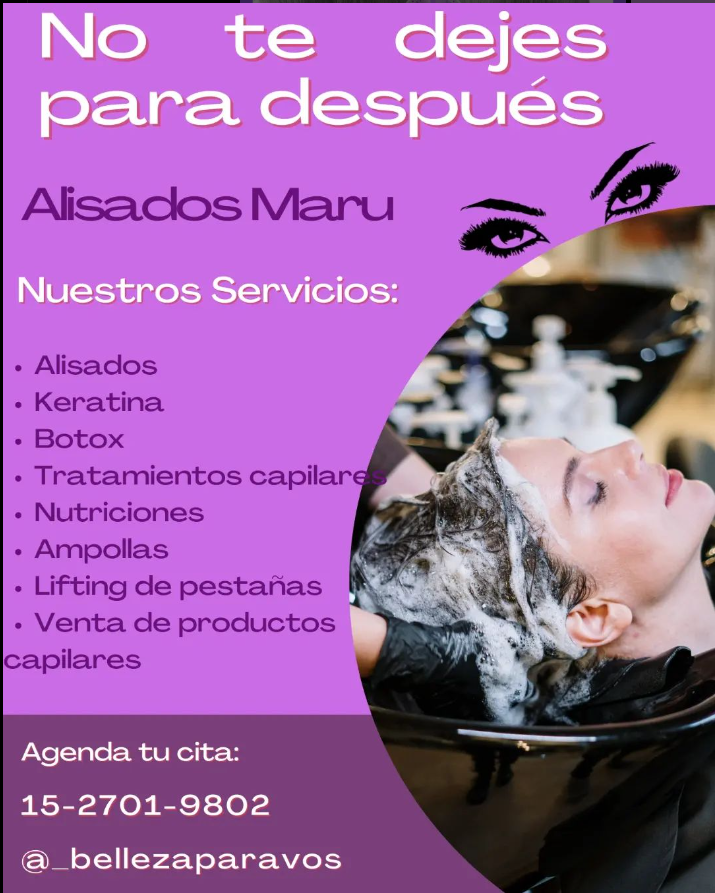 No te dejes
para después
Alisados Maru
Nuestros Servicios:
• Alisados
• Keratina
• Botox
• Tratamientos capilares
• Nutriciones
• Ampollas
• Lifting de pestañas
• Venta de productos
capilares
Agenda tu cita:
15-2701-9802
@_bellezaparavos